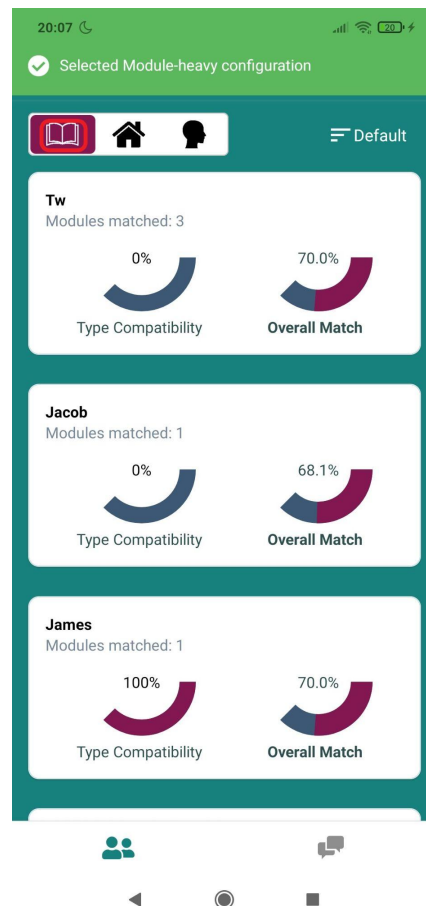 20:07
20
Selected Module-heavy configuration
Default
Tw
Modules matched: 3
0%
70.0%
Type Compatibility
Overall Match
Jacob
Modules matched: 1
0%
68.1%
Type Compatibility
Overall Match
James
Modules matched: 1
100%
70.0%
Type Compatibility
Overall Match